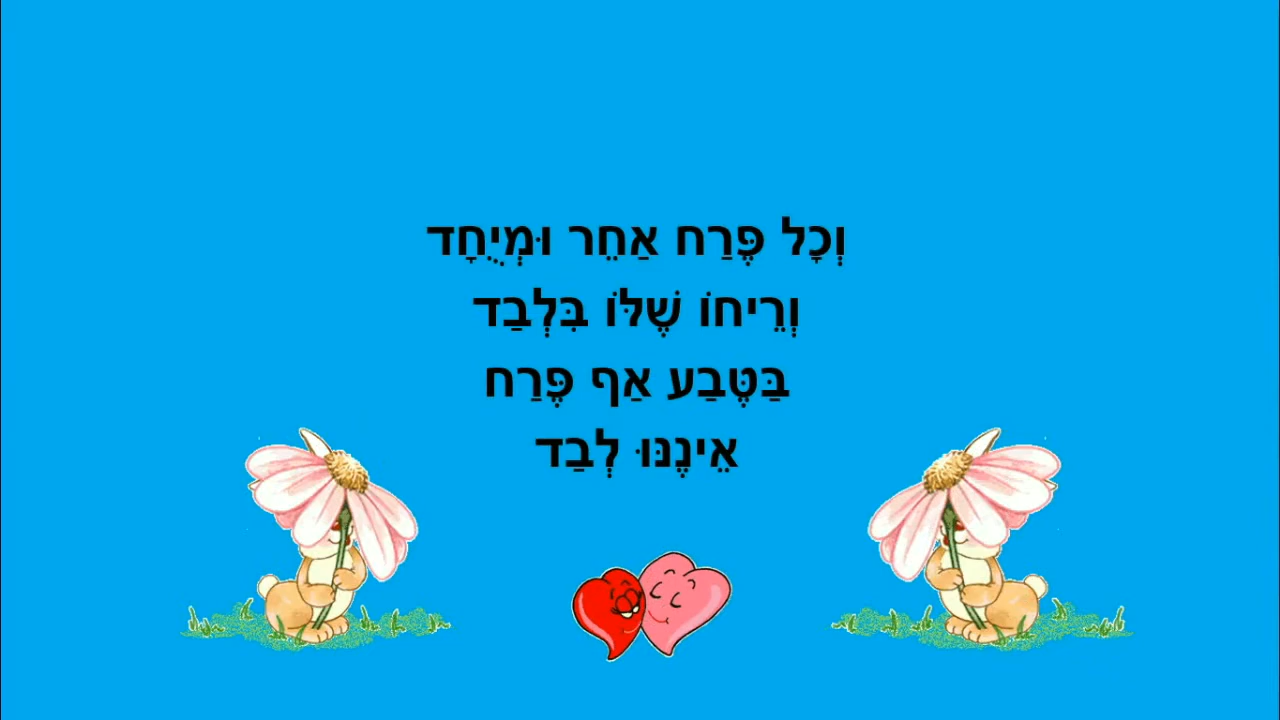 וְכָל פֶּרַח אַחֵר וּמְיֻחָד
וְרֵיחוֹ שֶׁלּוֹ בִּלְבַד
בַּטֶּבַע אַף פֶּרַח
אֵינֶנּוּ לְבַד